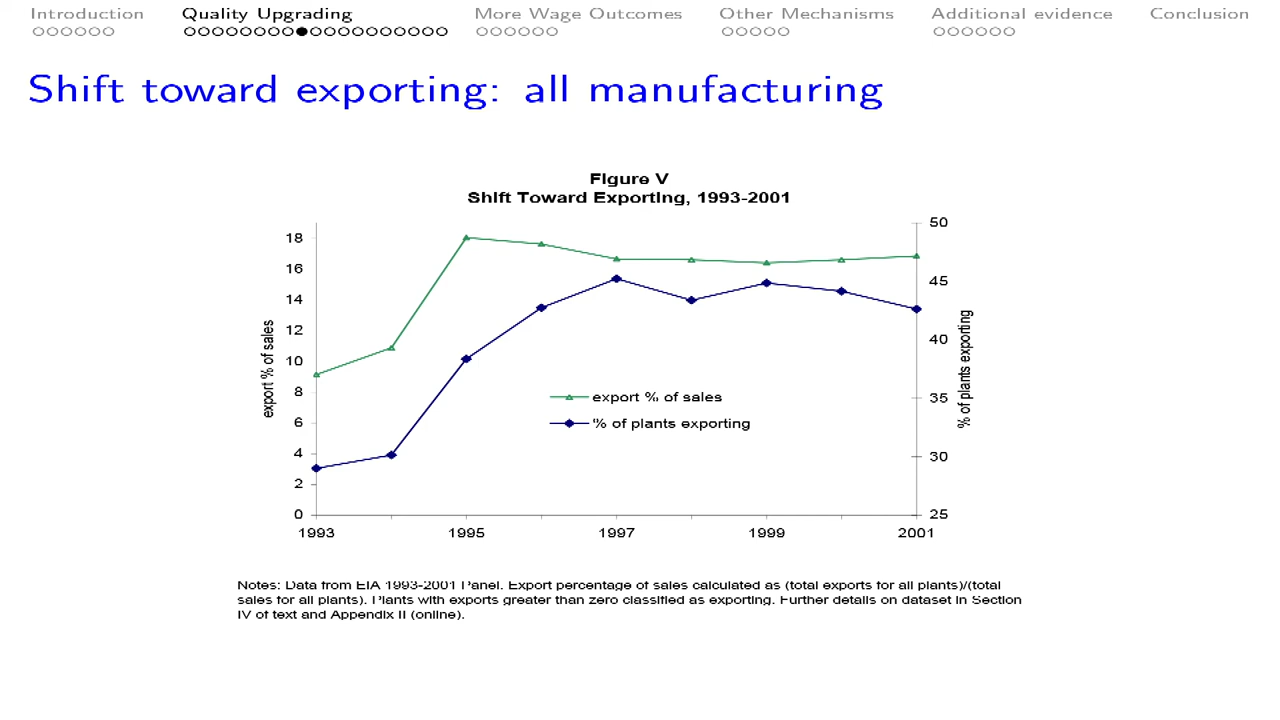 Introduction Quality Upgrading More Wage Outcomes Other Mechanisms Additional evidence Conclusion
Shift toward exporting: all manufacturing
Figure V
Shift Toward Exporting, 1993-2001
50
18
16
45
14
12
40
10
8
35
6
4
30
2
0
25
export % of sales
% of plants exporting
export % of sales
% of plants exporting
1993 1995 1997 1999 2001
Notes: Data from EIA 1993-2001 Panel. Export percentage of sales calculated as (total exports for all plants)/(total
sales for all plants). Plants with exports greater than zero classified as exporting. Further details on dataset in Section
IV of text and Appendix II (online).